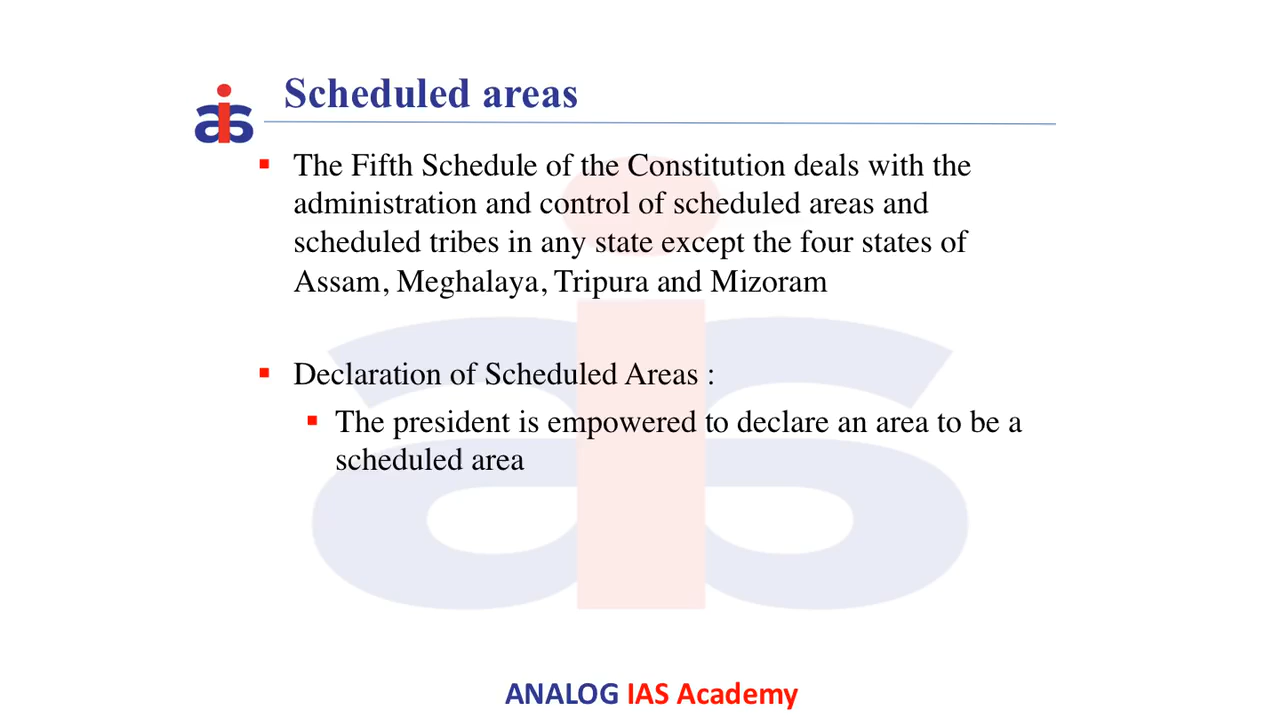 Scheduled areas
ais
The Fifth Schedule of the Constitution deals with the
administration and control of scheduled areas and
scheduled tribes in any state except the four states of
Assam, Meghalaya, Tripura and Mizoram
Declaration of Scheduled Areas :
The president is empowered to declare an area to be a
scheduled area
ANALOG IAS Academy